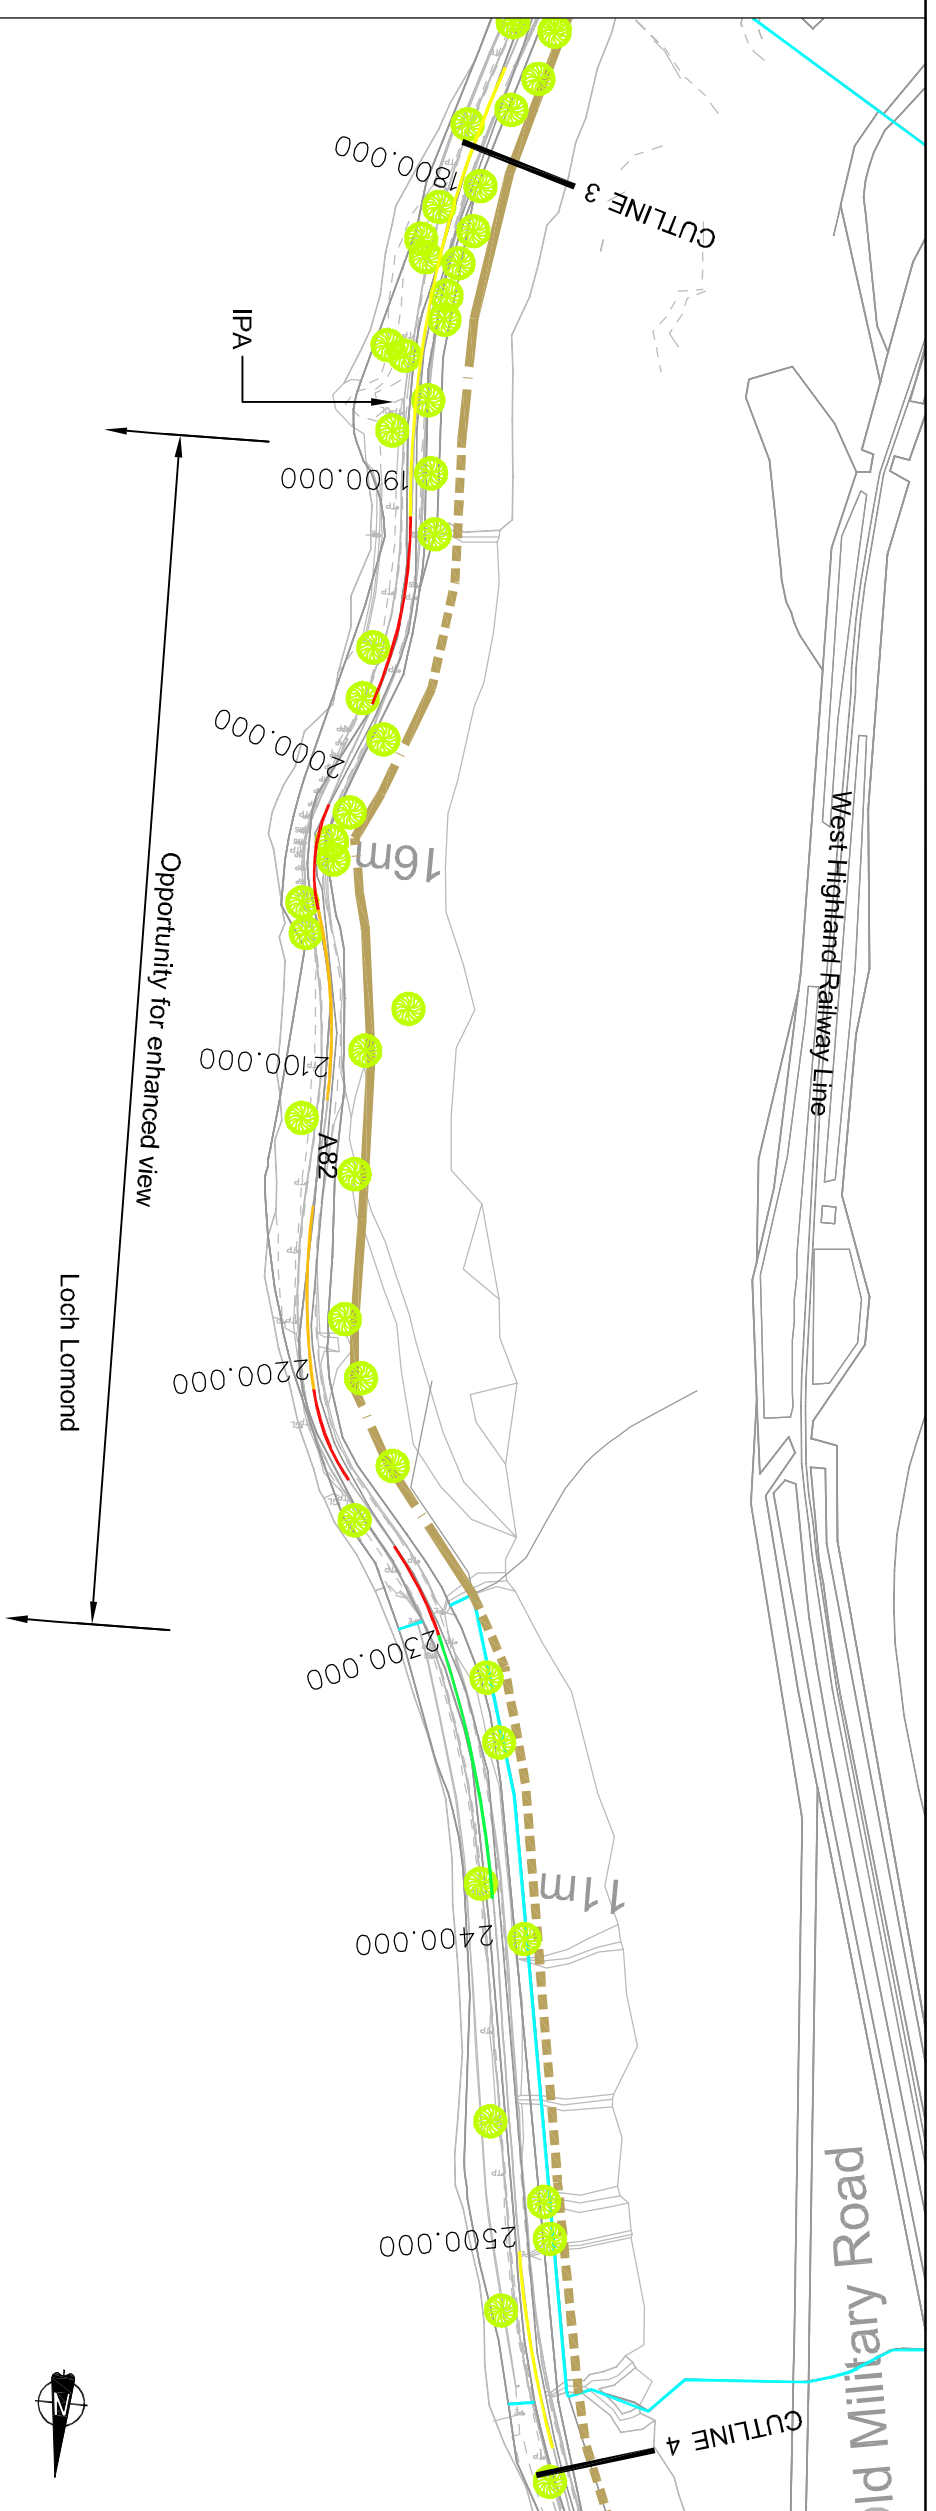 CUTLINE 3
1800.000
IPA
1900.000
2000.000
16m
West Highland Railway Line
Opportunity for enhanced view
2100.000
A82
Loch Lomond
2200.000
2300.000
11m
2400.000
2500.000
Old Military Road
CUTLINE 4
N